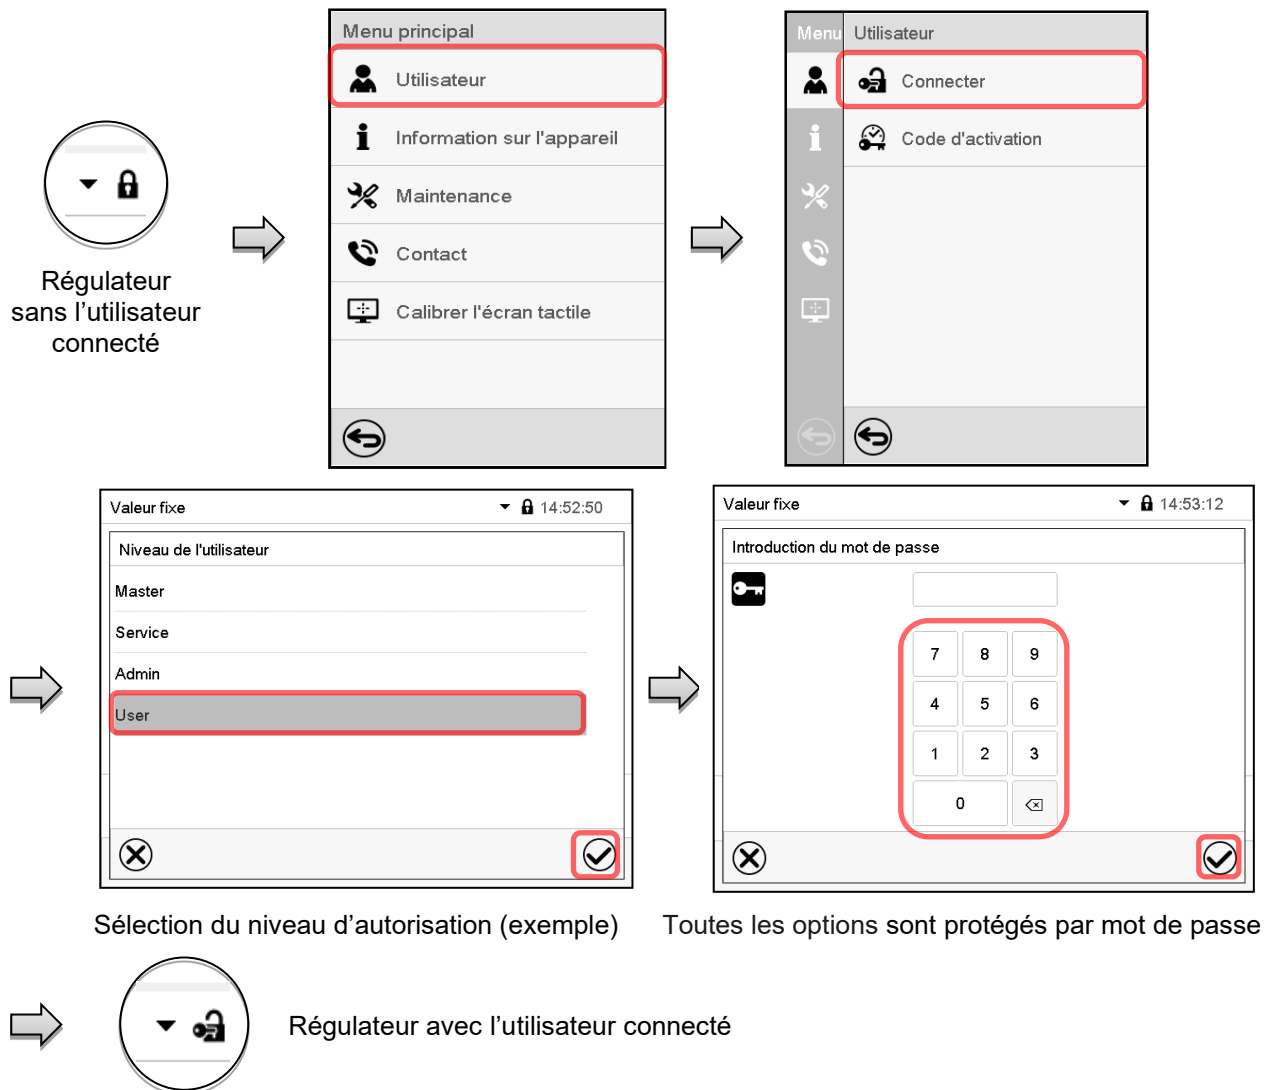 Régulateur
sans l’utilisateur
connecté
Menu principal
Utilisateur
Information sur l'appareil
Maintenance
Contact
Calibrer l'écran tactile
Menu
Utilisateur
Connecter
Code d'activation
Valeur fixe
14:52:50
Niveau de l'utilisateur
Master
Service
Admin
User
Sélection du niveau d’autorisation (exemple)
Valeur fixe
14:53:12
Introduction du mot de passe
7 8 9
4 5 6
1 2 3
0
Toutes les options sont protégés par mot de passe
Régulateur avec l’utilisateur connecté